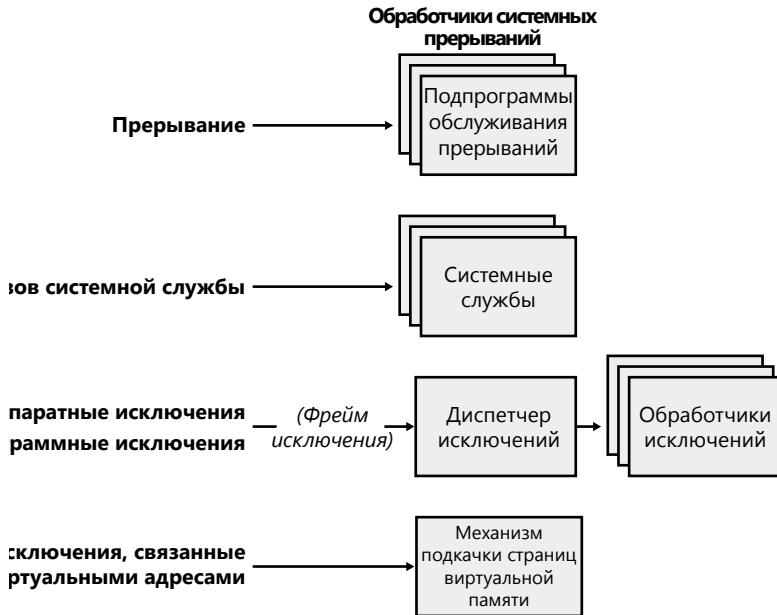 Обработчики системных
прерываний
Прерывание
Подпрограммы
обслуживания
прерываний
зов системной службы
Системные
службы
паратные исключения
граммные исключения
(Фрейм
исключения)
Диспетчер
исключений
Обработчики
исключений
сключения, связанные
ртуальными адресами
Механизм
подкачки страниц
виртуальной
памяти